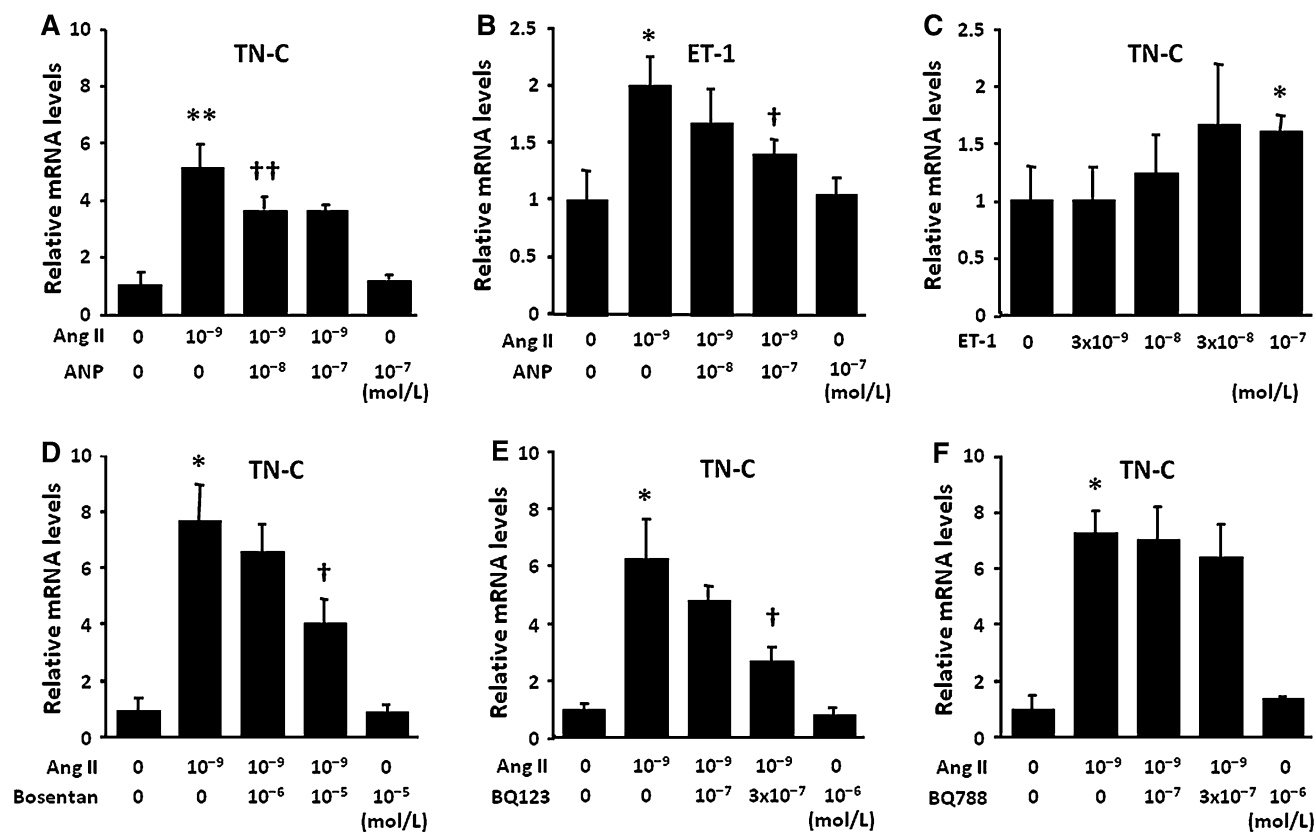 A
TN-C
Relative mRNA levels
10
8
6
4
2
0
**
††
Ang II 0 10⁻⁹ 10⁻⁹ 10⁻⁹ 0
ANP 0 0 10⁻⁸ 10⁻⁷ 10⁻⁷
(mol/L)
B
ET-1
Relative mRNA levels
2.5
2
1.5
1
0.5
0
*
†
Ang II 0 10⁻⁹ 10⁻⁹ 10⁻⁹ 0
ANP 0 0 10⁻⁸ 10⁻⁷ 10⁻⁷
(mol/L)
C
TN-C
Relative mRNA levels
2.5
2
1.5
1
0.5
0
*
ET-1 0 3x10⁻⁹ 10⁻⁸ 3x10⁻⁸ 10⁻⁷
(mol/L)
D
TN-C
Relative mRNA levels
10
8
6
4
2
0
*
†
Ang II 0 10⁻⁹ 10⁻⁹ 10⁻⁹ 0
Bosentan 0 0 10⁻⁶ 10⁻⁵ 10⁻⁵
(mol/L)
E
TN-C
Relative mRNA levels
10
8
6
4
2
0
*
†
Ang II 0 10⁻⁹ 10⁻⁹ 10⁻⁹ 0
BQ123 0 0 10⁻⁷ 3x10⁻⁷ 10⁻⁶
(mol/L)
F
TN-C
Relative mRNA levels
10
8
6
4
2
0
*
Ang II 0 10⁻⁹ 10⁻⁹ 10⁻⁹ 0
BQ788 0 0 10⁻⁷ 3x10⁻⁷ 10⁻⁶
(mol/L)